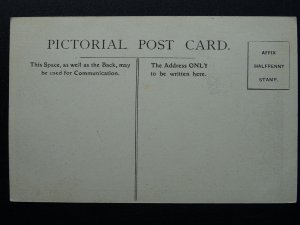 PICTORIAL POST CARD.
This Space, as well as the Back, may
be used for Communication.
The Address ONLY
to be written here.
AFFIX
HALFPENNY
STAMP.